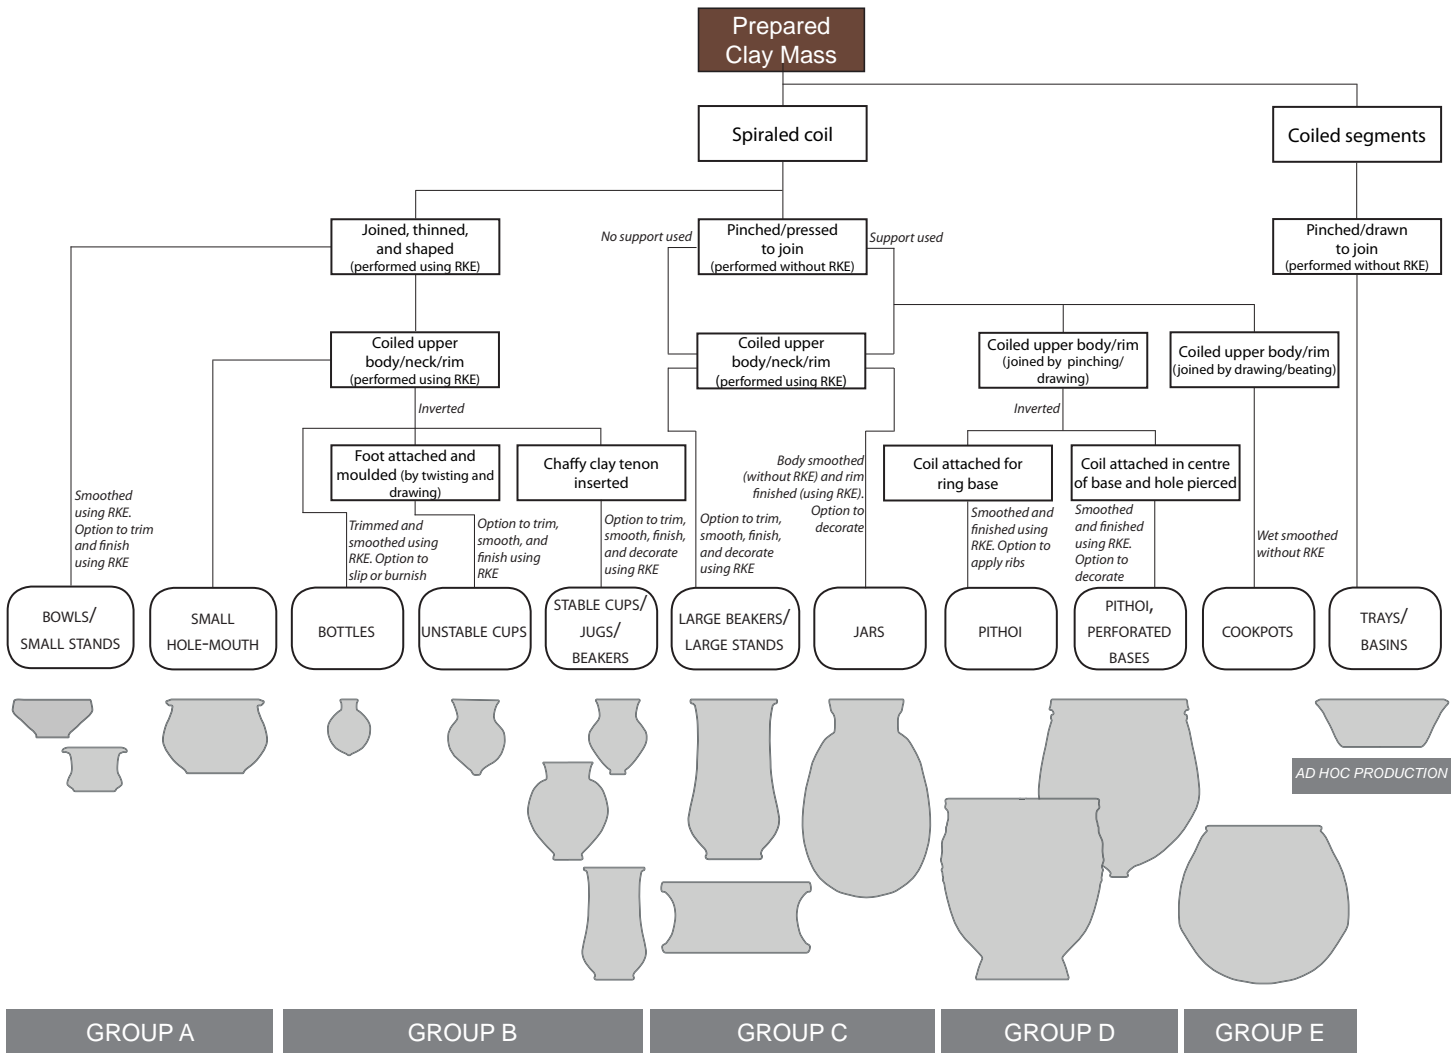 Prepared
Clay Mass
Spiraled coil
Coiled segments
Joined, thinned,
and shaped
(performed using RKE)
No support used
Pinched/pressed
to join
(performed without RKE)
Support used
Pinched/drawn
to join
(performed without RKE)
Coiled upper
body/neck/rim
(performed using RKE)
Coiled upper
body/neck/rim
(performed using RKE)
Coiled upper body/rim
(joined by pinching/
drawing)
Coiled upper body/rim
(joined by drawing/beating)
Inverted
Inverted
Foot attached and
moulded (by twisting and
drawing)
Chaffy clay tenon
inserted
Coil attached for
ring base
Coil attached in centre
of base and hole pierced
Smoothed
using RKE.
Option to trim
and finish
using RKE
Trimmed and
smoothed using
RKE. Option to
slip or burnish
Option to trim,
smooth, and
finish using
RKE
Option to trim,
smooth, finish,
and decorate
using RKE
Option to trim,
smooth, finish,
and decorate
using RKE
Body smoothed
(without RKE) and rim
finished (using RKE).
Option to
decorate
Smoothed and
finished using
RKE. Option to
apply ribs
Smoothed
and finished
using RKE.
Option to
decorate
Wet smoothed
without RKE
BOWLS/
SMALL STANDS
SMALL
HOLE-MOUTH
BOTTLES
UNSTABLE CUPS
STABLE CUPS/
JUGS/
BEAKERS
LARGE BEAKERS/
LARGE STANDS
JARS
PITHOI
PITHOI,
PERFORATED
BASES
COOKPOTS
TRAYS/
BASINS
AD HOC PRODUCTION
GROUP A
GROUP B
GROUP C
GROUP D
GROUP E